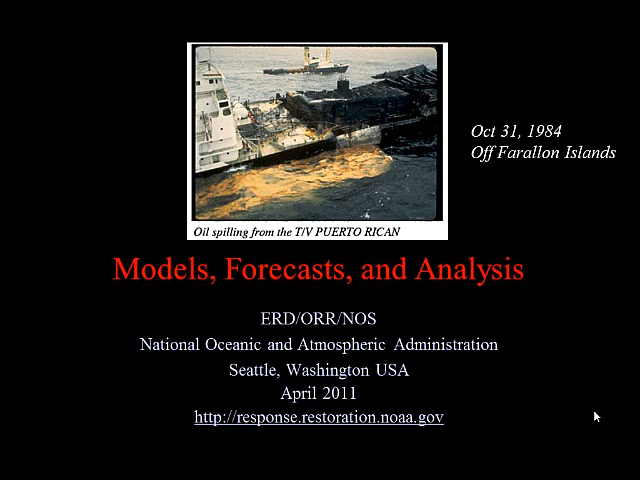 Oct 31, 1984
Off Farallon Islands
Oil spilling from the T/V PUERTO RICAN
Models, Forecasts, and Analysis
ERD/ORR/NOS
National Oceanic and Atmospheric Administration
Seattle, Washington USA
April 2011
http://response.restoration.noaa.gov